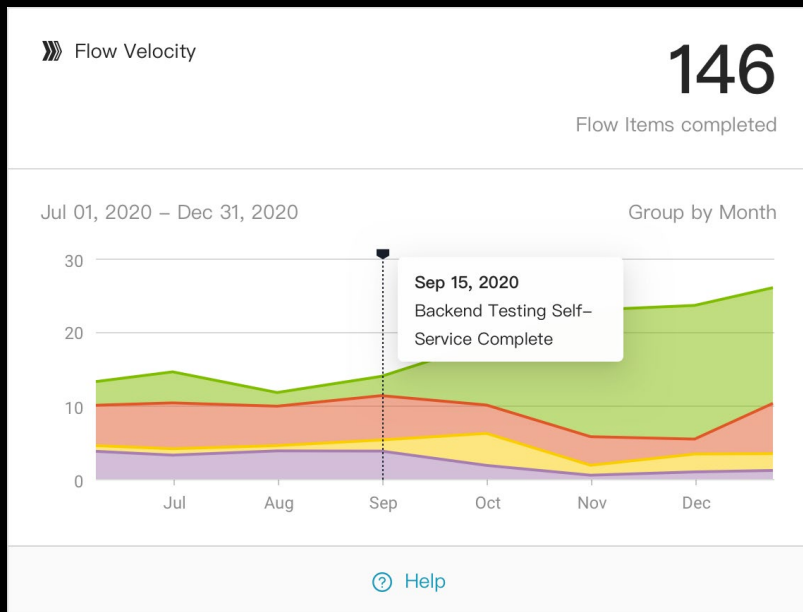 Flow Velocity
146
Flow Items completed
Jul 01, 2020 – Dec 31, 2020
Group by Month
30
20
10
0
Sep 15, 2020
Backend Testing Self–
Service Complete
Jul
Aug
Sep
Oct
Nov
Dec
? Help